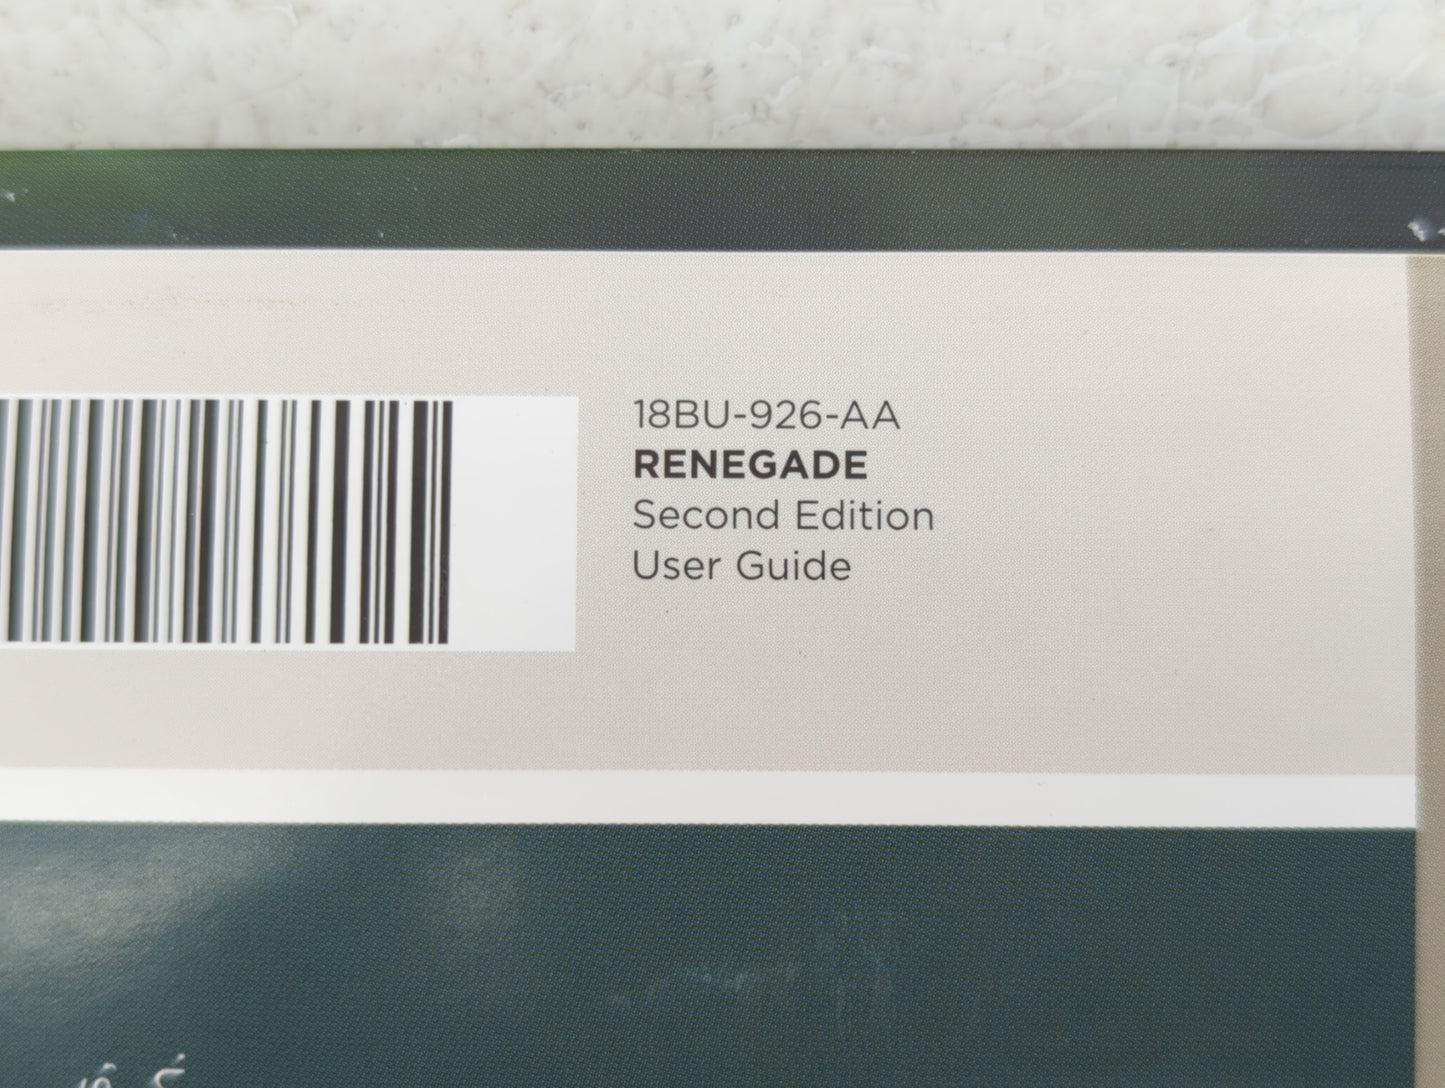 18BU-926-AA
RENEGADE
Second Edition
User Guide